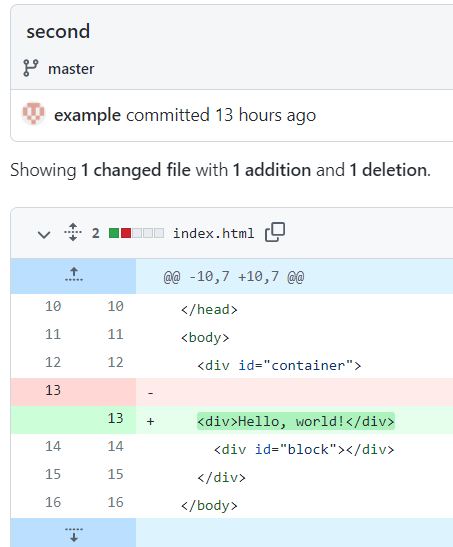 second
master
example committed 13 hours ago
Showing 1 changed file with 1 addition and 1 deletion.
2 index.html
@@ -10,7 +10,7 @@
10 10 </head>
11 11 <body>
12 12 <div id="container">
13 -
13 + <div>Hello, world!</div>
14 14 <div id="block"></div>
15 15 </div>
16 16 </body>